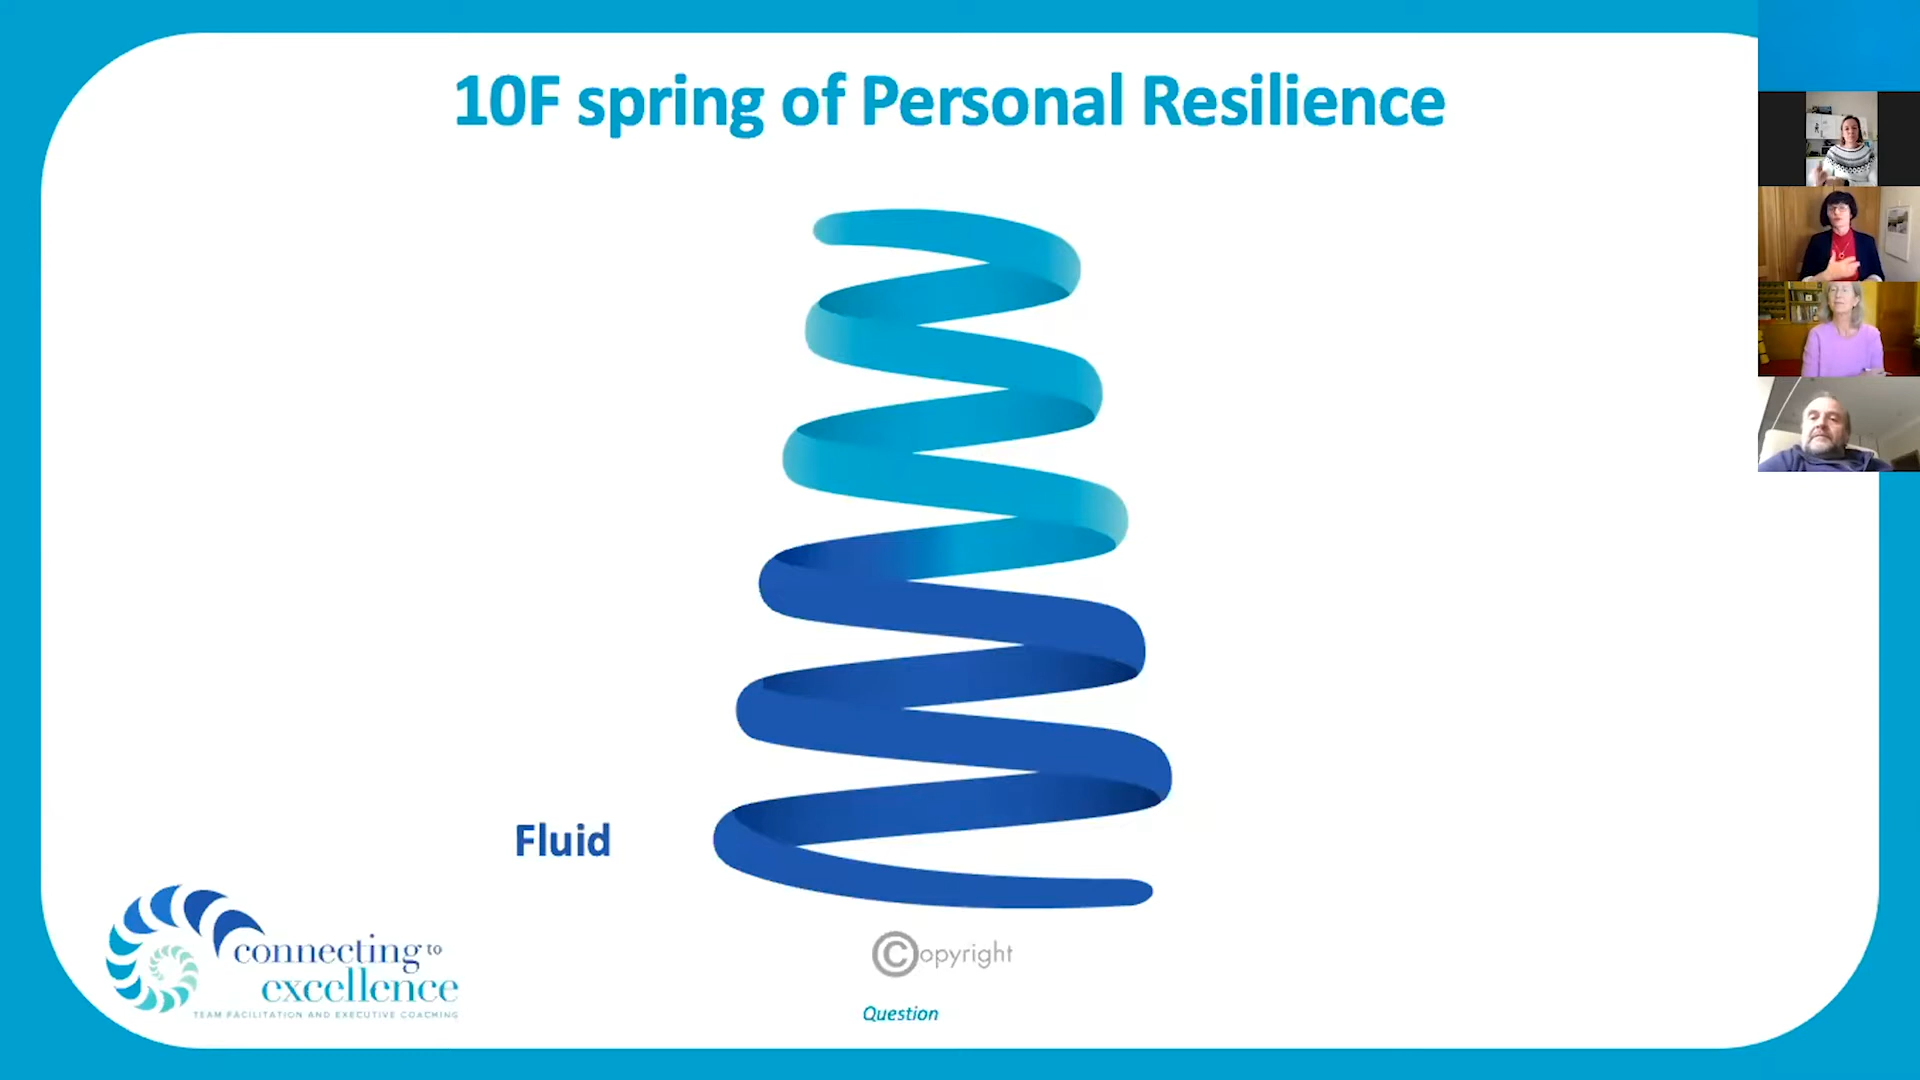 10F spring of Personal Resilience
Fluid
connecting to
excellence
TEAM FACILITATION AND EXECUTIVE COACHING
©opyright
Question